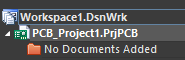 Workspace1.DsnWrk
PCB_Project1.PrjPCB
No Documents Added